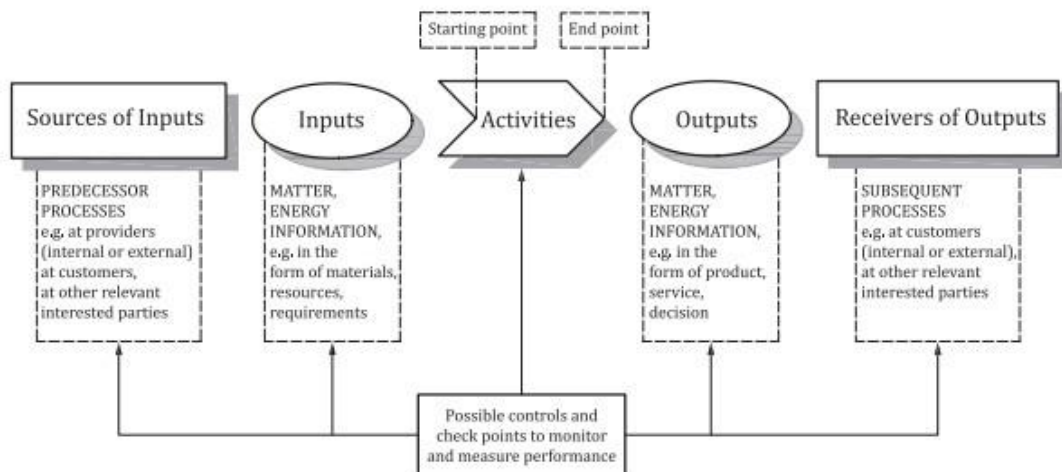 Starting point
End point
Sources of Inputs
Inputs
Activities
Outputs
Receivers of Outputs
PREDECESSOR
PROCESSES
e.g. at providers
(internal or external)
at customers,
at other relevant
interested parties
MATTER,
ENERGY
INFORMATION,
e.g. in the
form of materials,
resources,
requirements
MATTER,
ENERGY
INFORMATION,
e.g. in the
form of product,
service,
decision
SUBSEQUENT
PROCESSES
e.g. at customers
(internal or external),
at other relevant
interested parties
Possible controls and
check points to monitor
and measure performance